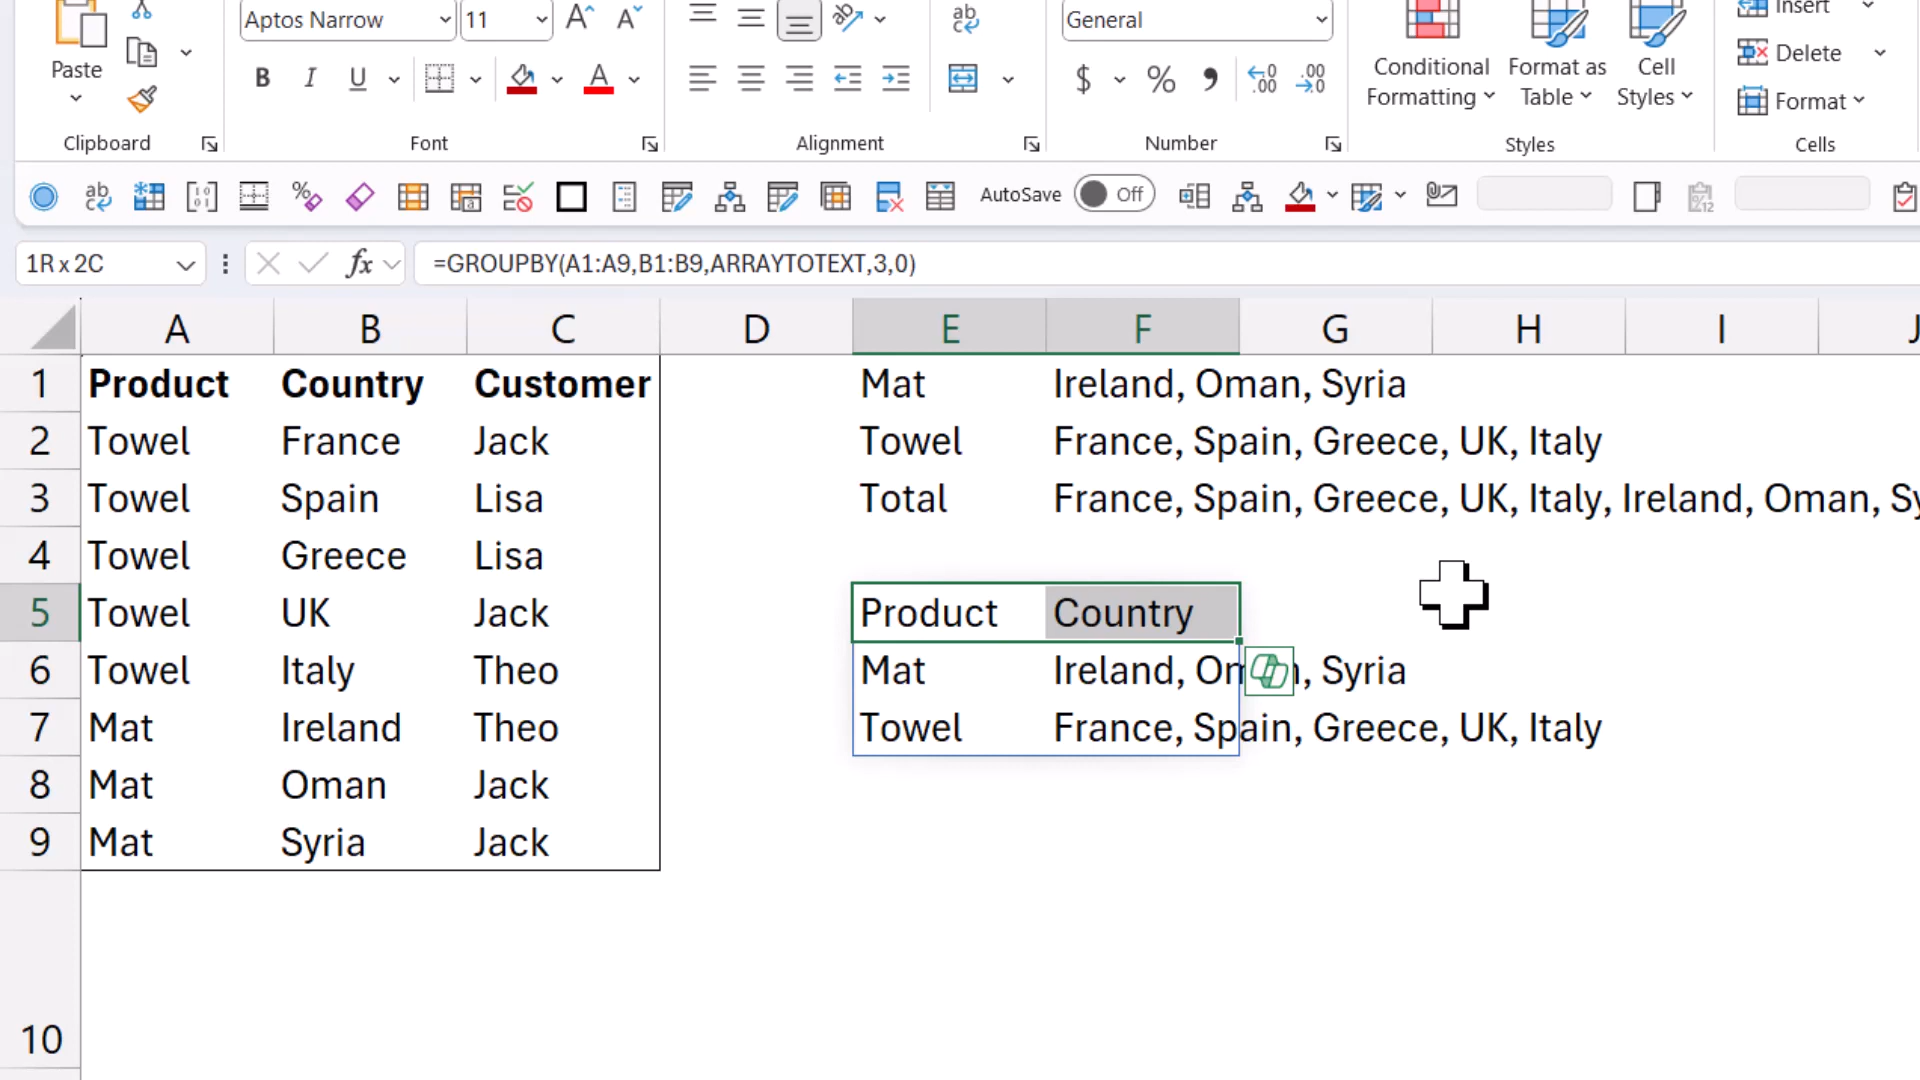 Aptos Narrow 11 ab General Insert
Paste B I U A $ % 9 .00 .00 Conditional Formatting Format as Table Cell Styles Delete
Format
Clipboard Font Alignment Number Styles Cells
AutoSave Off
1R x 2C fx =GROUPBY(A1:A9,B1:B9,ARRAYTOTEXT,3,0)
A B C D E F G H I J
1 Product Country Customer Mat Ireland, Oman, Syria
2 Towel France Jack Towel France, Spain, Greece, UK, Italy
3 Towel Spain Lisa Total France, Spain, Greece, UK, Italy, Ireland, Oman, Sy
4 Towel Greece Lisa
5 Towel UK Jack Product Country
6 Towel Italy Theo Mat Ireland, Syria
7 Mat Ireland Theo Towel France, Spain, Greece, UK, Italy
8 Mat Oman Jack
9 Mat Syria Jack
10